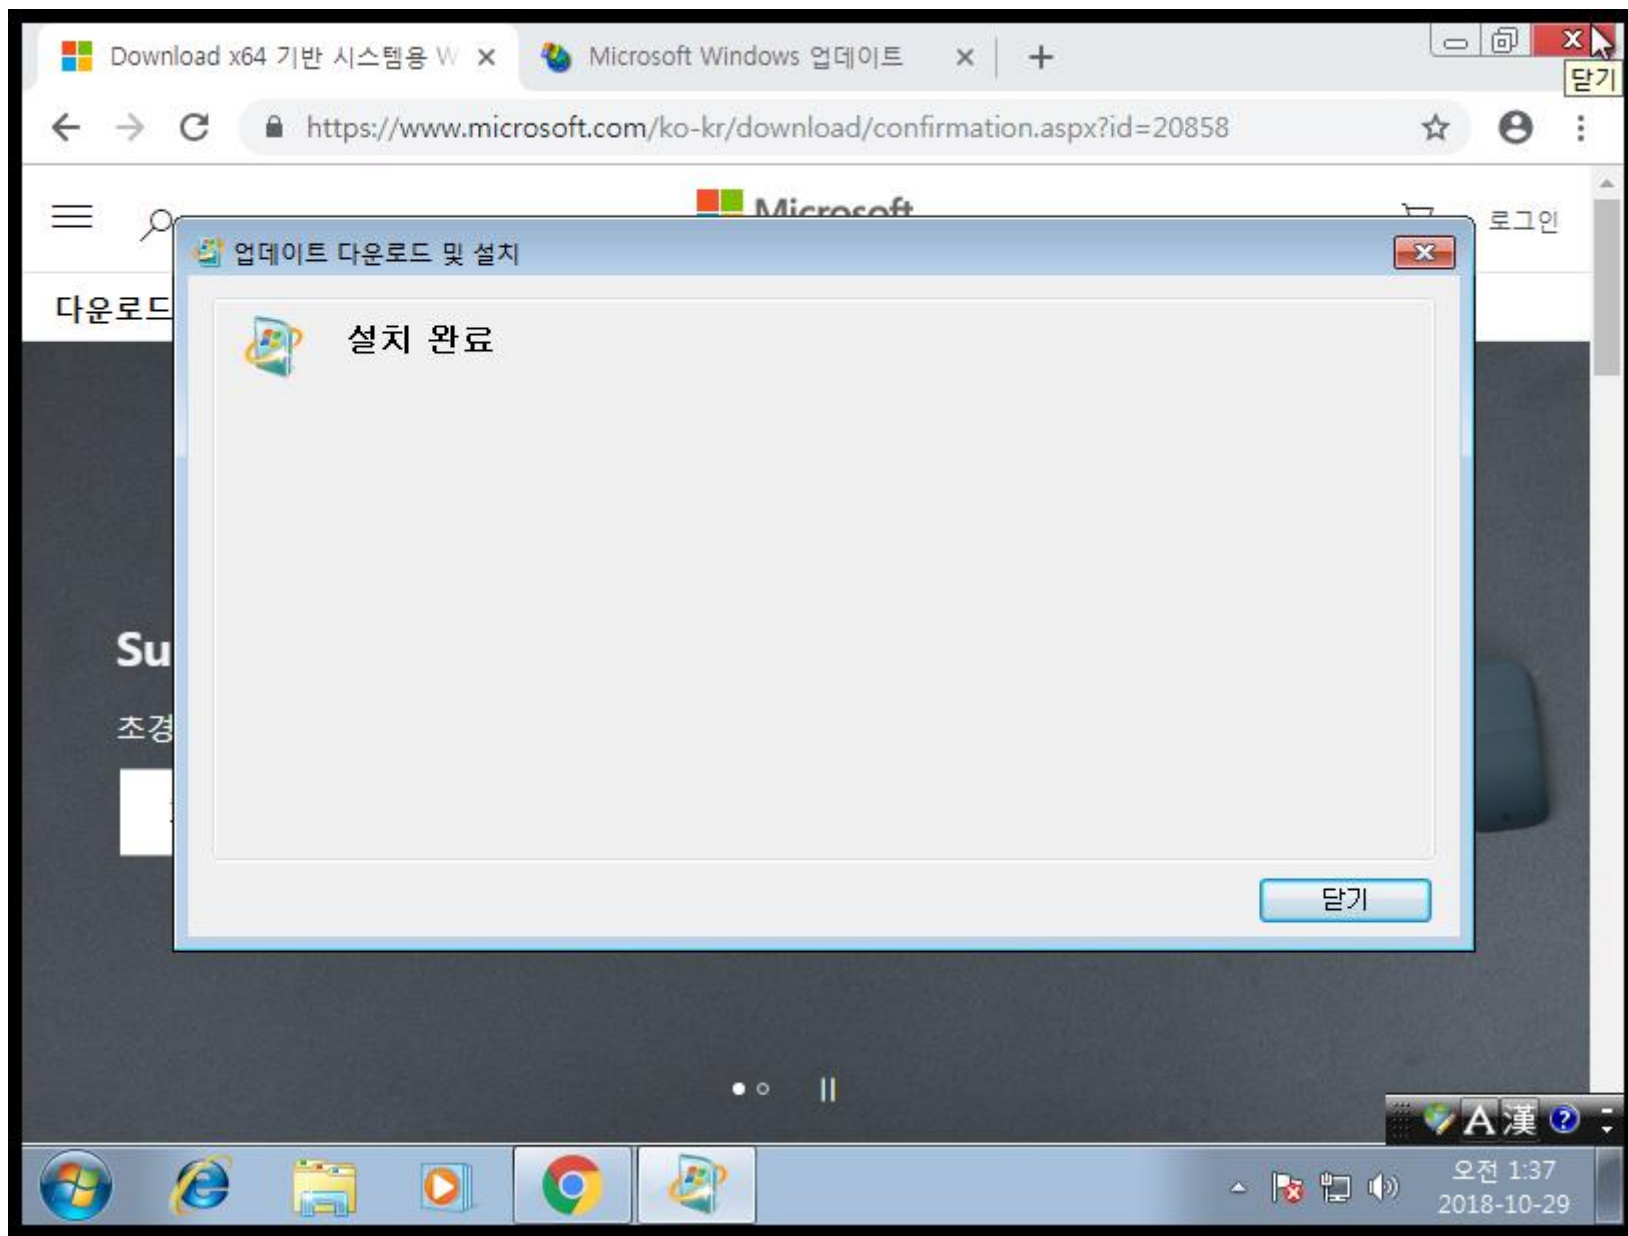 Download x64 기반 시스템용 W
Microsoft Windows 업데이트
닫기
https://www.microsoft.com/ko-kr/download/confirmation.aspx?id=20858
Microsoft
로그인
업데이트 다운로드 및 설치
다운로드
설치 완료
Su
초경
닫기
A 漢
오전 1:37
2018-10-29